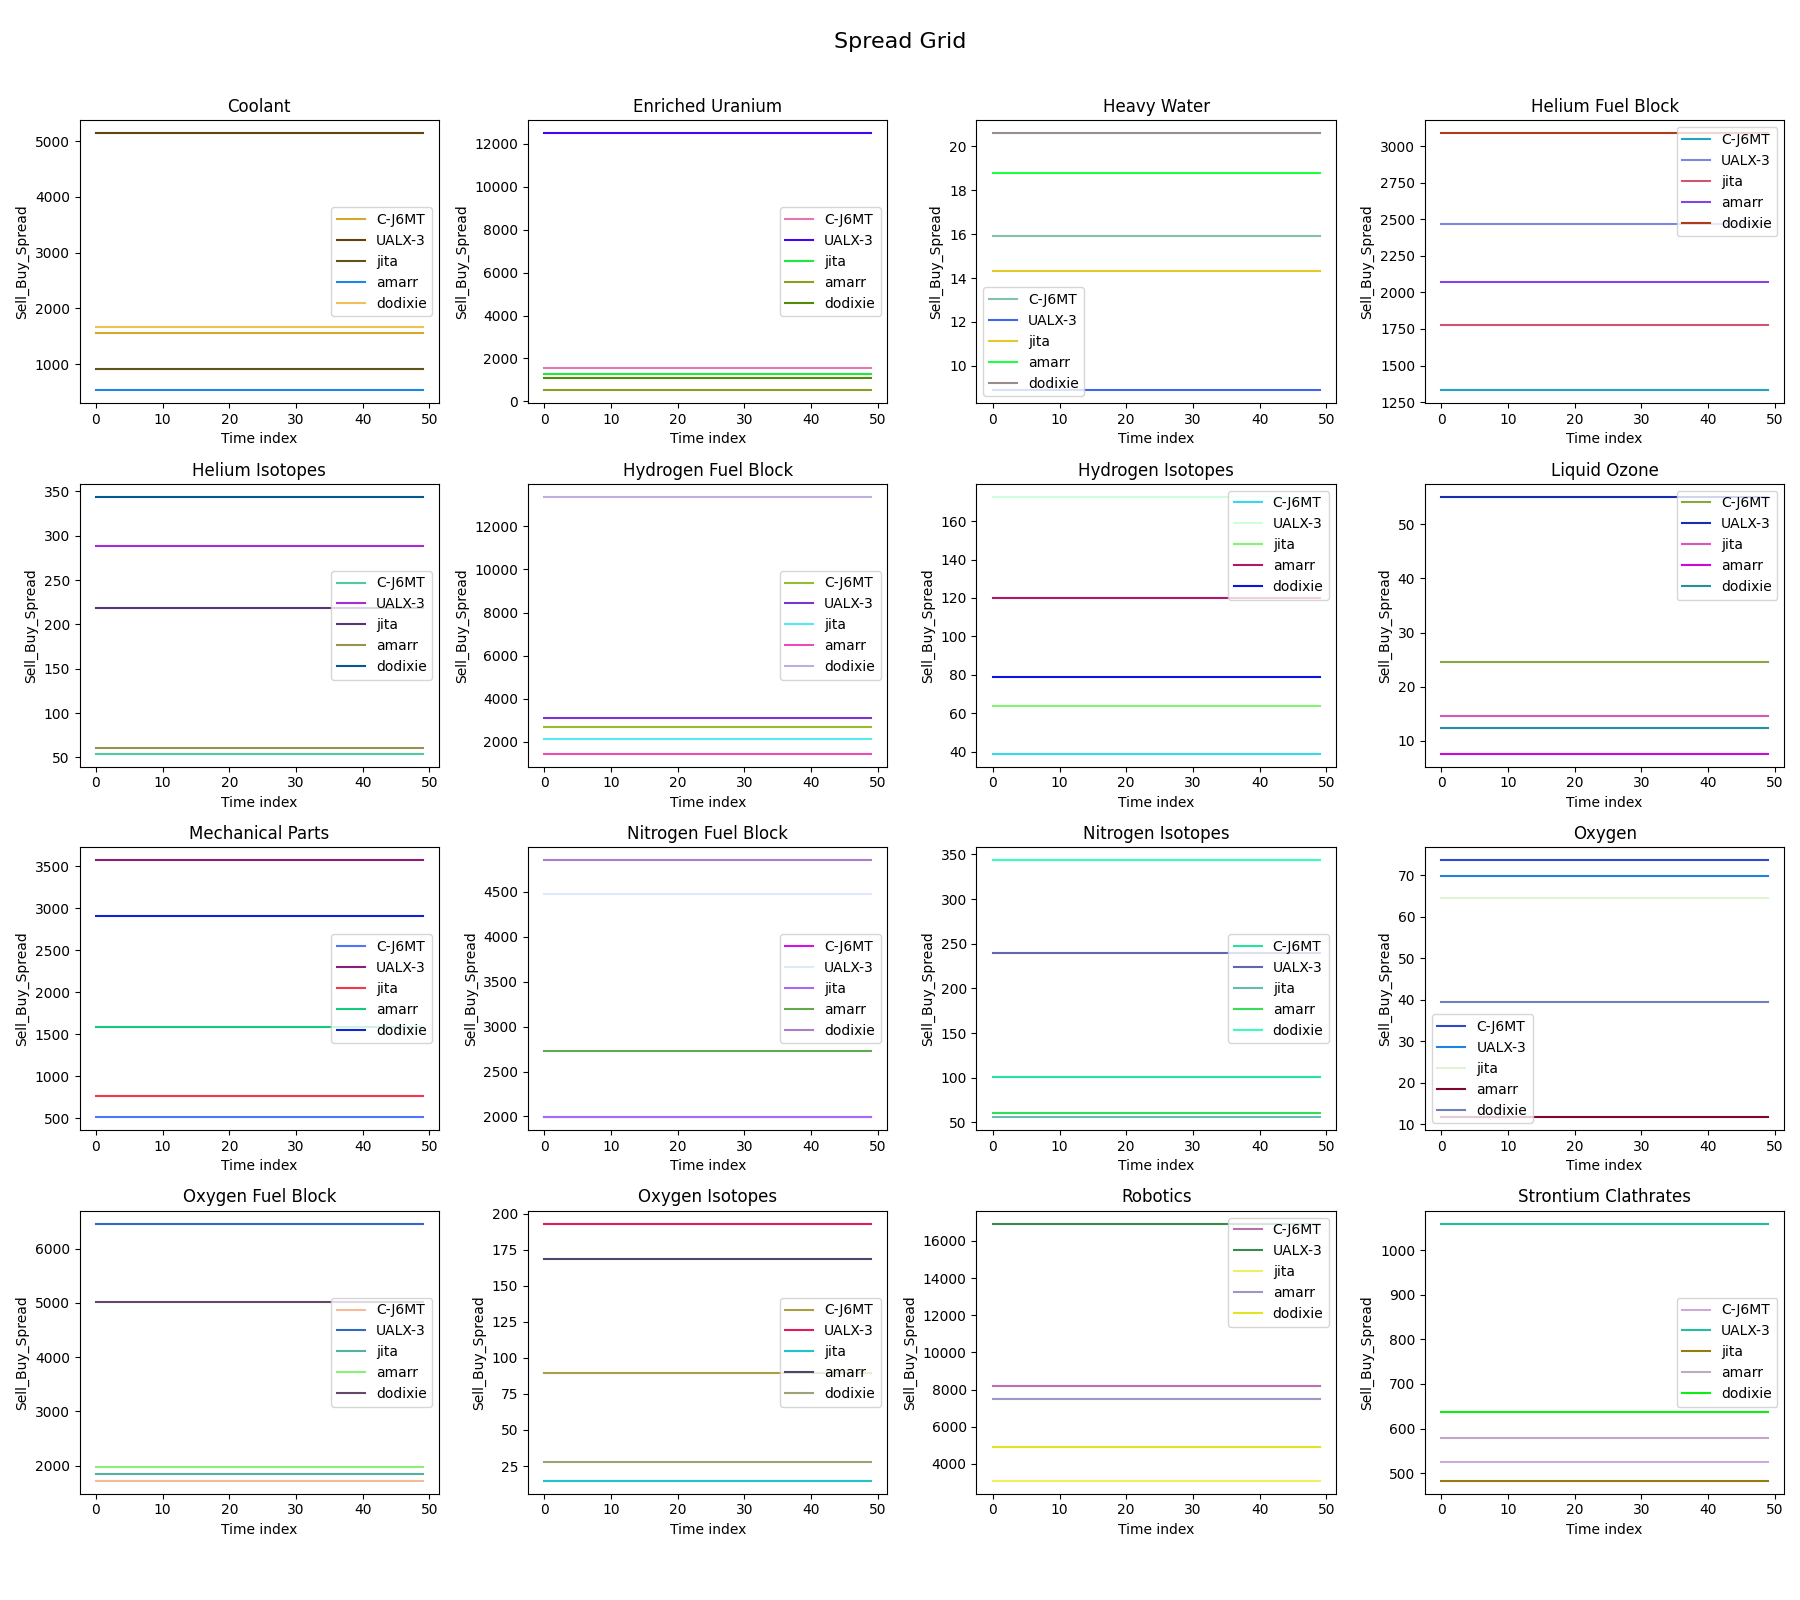 Spread Grid
Coolant
Sell_Buy_Spread
5000
4000
3000
2000
1000
C-J6MT
UALX-3
jita
amarr
dodixie
0 10 20 30 40 50
Time index
Enriched Uranium
Sell_Buy_Spread
12000
10000
8000
6000
4000
2000
0
C-J6MT
UALX-3
jita
amarr
dodixie
0 10 20 30 40 50
Time index
Heavy Water
Sell_Buy_Spread
20
18
16
14
12
10
C-J6MT
UALX-3
jita
amarr
dodixie
0 10 20 30 40 50
Time index
Helium Fuel Block
Sell_Buy_Spread
3000
2750
2500
2250
2000
1750
1500
1250
C-J6MT
UALX-3
jita
amarr
dodixie
0 10 20 30 40 50
Time index
Helium Isotopes
Sell_Buy_Spread
350
300
250
200
150
100
50
C-J6MT
UALX-3
jita
amarr
dodixie
0 10 20 30 40 50
Time index
Hydrogen Fuel Block
Sell_Buy_Spread
12000
10000
8000
6000
4000
2000
C-J6MT
UALX-3
jita
amarr
dodixie
0 10 20 30 40 50
Time index
Hydrogen Isotopes
Sell_Buy_Spread
160
140
120
100
80
60
40
C-J6MT
UALX-3
jita
amarr
dodixie
0 10 20 30 40 50
Time index
Liquid Ozone
Sell_Buy_Spread
50
40
30
20
10
C-J6MT
UALX-3
jita
amarr
dodixie
0 10 20 30 40 50
Time index
Mechanical Parts
Sell_Buy_Spread
3500
3000
2500
2000
1500
1000
500
C-J6MT
UALX-3
jita
amarr
dodixie
0 10 20 30 40 50
Time index
Nitrogen Fuel Block
Sell_Buy_Spread
4500
4000
3500
3000
2500
2000
C-J6MT
UALX-3
jita
amarr
dodixie
0 10 20 30 40 50
Time index
Nitrogen Isotopes
Sell_Buy_Spread
350
300
250
200
150
100
50
C-J6MT
UALX-3
jita
amarr
dodixie
0 10 20 30 40 50
Time index
Oxygen
Sell_Buy_Spread
70
60
50
40
30
20
10
C-J6MT
UALX-3
jita
amarr
dodixie
0 10 20 30 40 50
Time index
Oxygen Fuel Block
Sell_Buy_Spread
6000
5000
4000
3000
2000
C-J6MT
UALX-3
jita
amarr
dodixie
0 10 20 30 40 50
Time index
Oxygen Isotopes
Sell_Buy_Spread
200
175
150
125
100
75
50
25
C-J6MT
UALX-3
jita
amarr
dodixie
0 10 20 30 40 50
Time index
Robotics
Sell_Buy_Spread
16000
14000
12000
10000
8000
6000
4000
C-J6MT
UALX-3
jita
amarr
dodixie
0 10 20 30 40 50
Time index
Strontium Clathrates
Sell_Buy_Spread
1000
900
800
700
600
500
C-J6MT
UALX-3
jita
amarr
dodixie
0 10 20 30 40 50
Time index